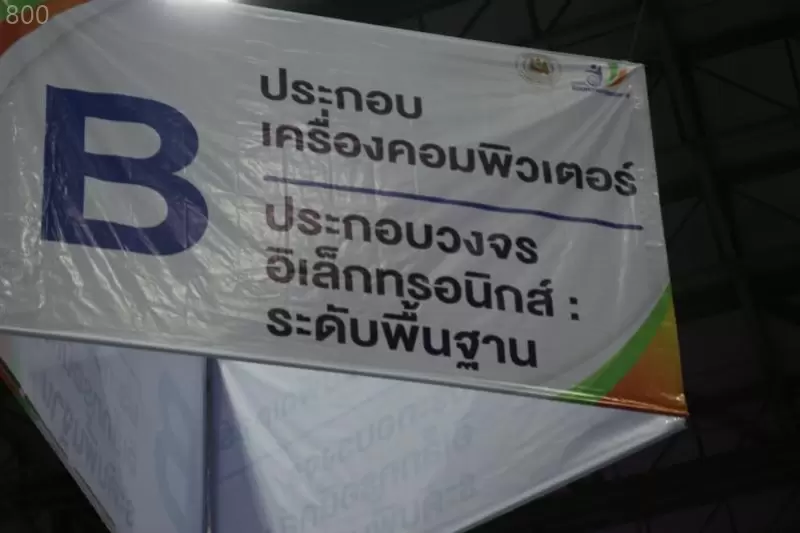 800
B
ประกอบ
เครื่องคอมพิวเตอร์
ประกอบวงจร
อิเล็กทรอนิกส์ :
ระดับพื้นฐาน